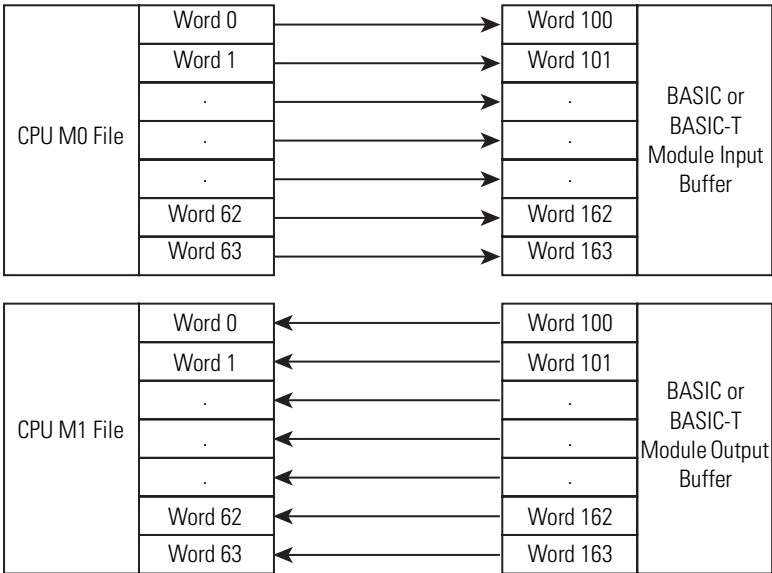 Word 0 Word 100
Word 1 Word 101
. .
CPU M0 File . . BASIC or
BASIC-T
Module Input
Buffer
. .
Word 62 Word 162
Word 63 Word 163
Word 0 Word 100
Word 1 Word 101
. .
CPU M1 File . . BASIC or
BASIC-T
Module Output
Buffer
. .
Word 62 Word 162
Word 63 Word 163